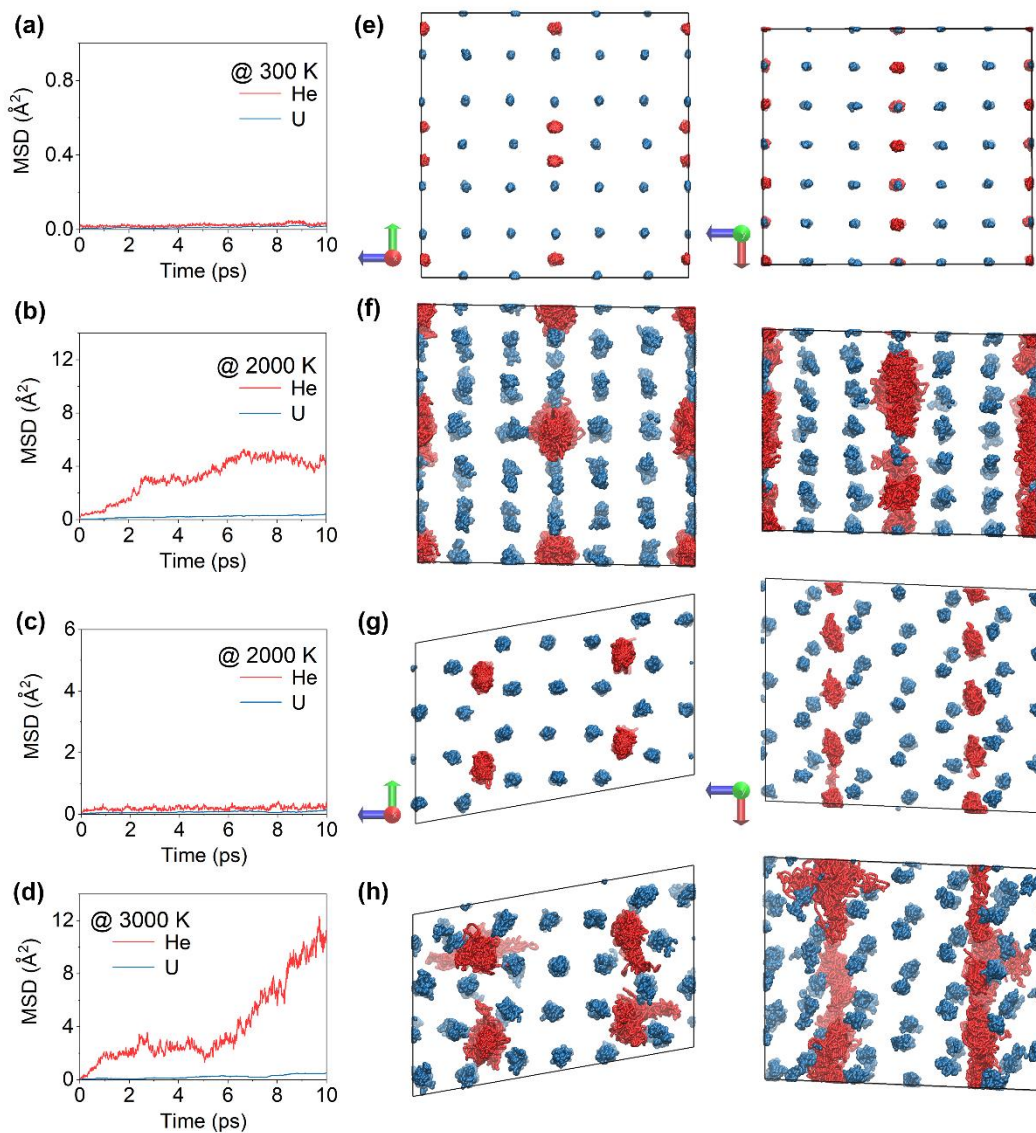 (a)
MSD (Å²)
0.8
0.4
0.0
@ 300 K
He
U
0 2 4 6 8 10
Time (ps)
(e)
(b)
MSD (Å²)
12
8
4
0
@ 2000 K
He
U
0 2 4 6 8 10
Time (ps)
(f)
(c)
MSD (Å²)
6
4
2
0
@ 2000 K
He
U
0 2 4 6 8 10
Time (ps)
(g)
(d)
MSD (Å²)
12
8
4
0
@ 3000 K
He
U
0 2 4 6 8 10
Time (ps)
(h)